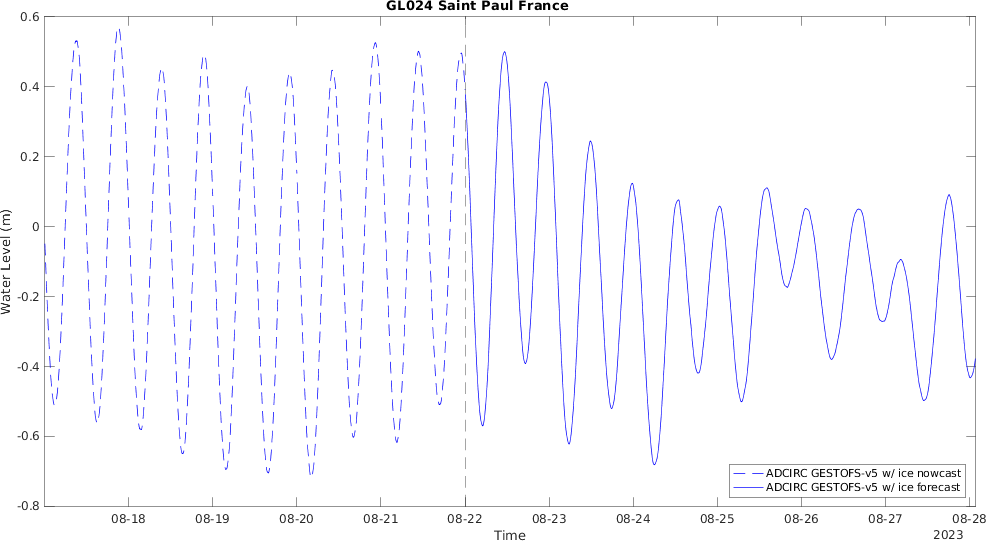 GL024 Saint Paul France
0.6
0.4
0.2
0
-0.2
-0.4
-0.6
-0.8
Water Level (m)
ADCIRC GESTOFS-v5 w/ ice nowcast
ADCIRC GESTOFS-v5 w/ ice forecast
08-18 08-19 08-20 08-21 08-22 08-23 08-24 08-25 08-26 08-27 08-28
Time
2023